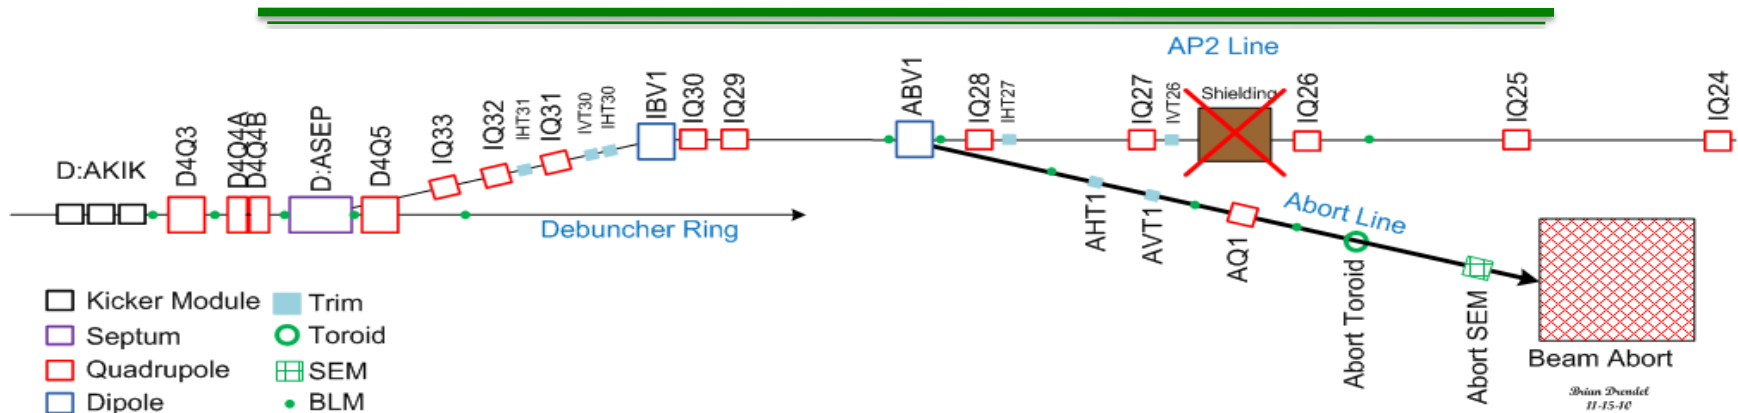 AP2 Line
D:AKIK
D4Q3
D4Q4A
D4Q4B
D:ASEP
D4Q5
IQ33
IQ32
IHT31
IQ31
IVT30
IHT30
IBV1
IQ30
IQ29
ABV1
IQ28
IHT27
IQ27
IVT26
Shielding
IQ26
IQ25
IQ24
Debuncher Ring
AHT1
AVT1
AQ1
Abort Line
Abort Toroid
Abort SEM
Beam Abort
Kicker Module
Septum
Quadrupole
Dipole
Trim
Toroid
SEM
BLM
Brian Drendel
11-15-10